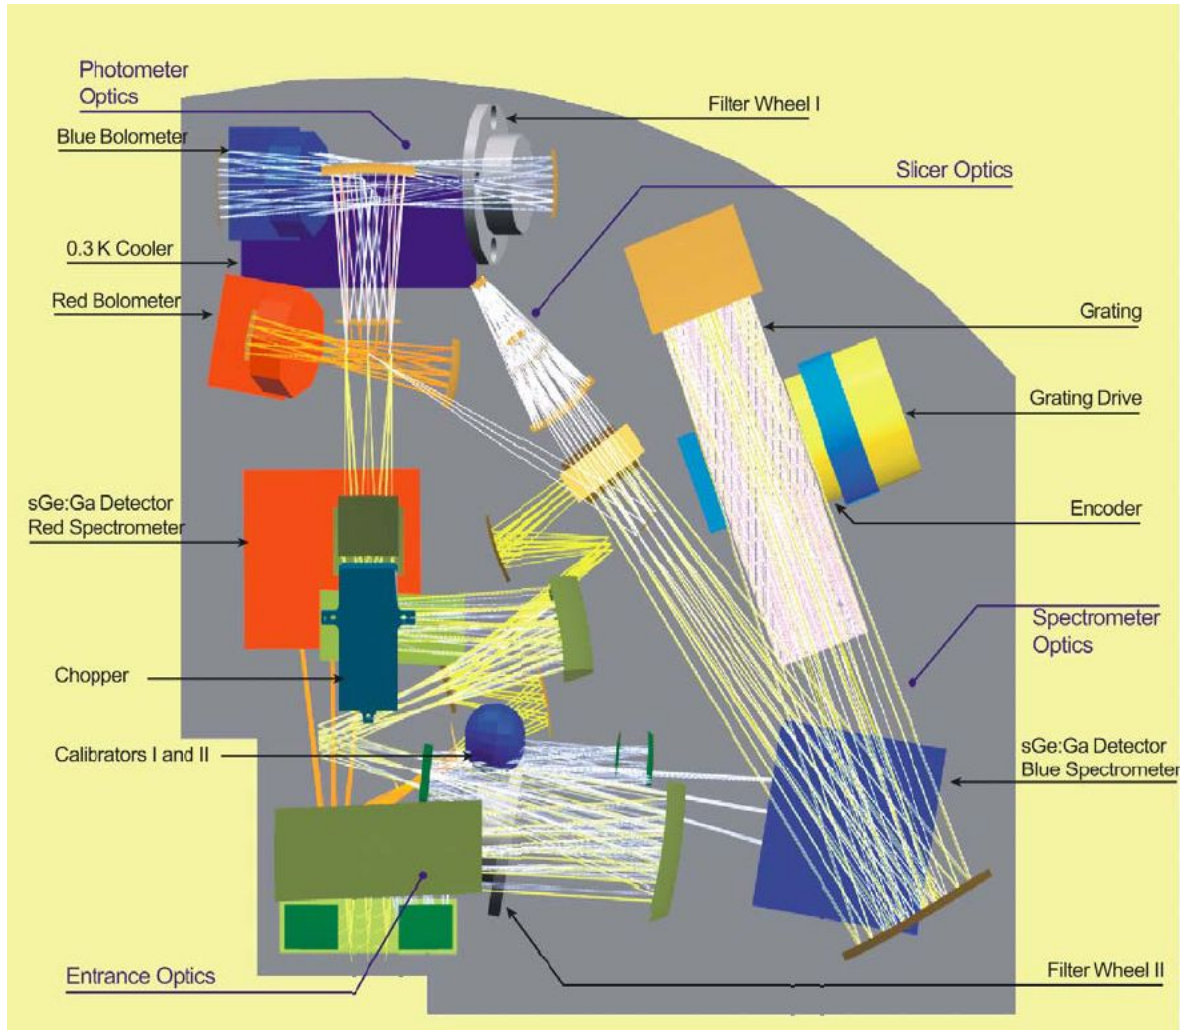 Photometer
Optics
Filter Wheel I
Blue Bolometer
Slicer Optics
0.3 K Cooler
Red Bolometer
Grating
Grating Drive
sGe:Ga Detector
Red Spectrometer
Encoder
Spectrometer
Optics
Chopper
Calibrators I and II
sGe:Ga Detector
Blue Spectrometer
Entrance Optics
Filter Wheel II